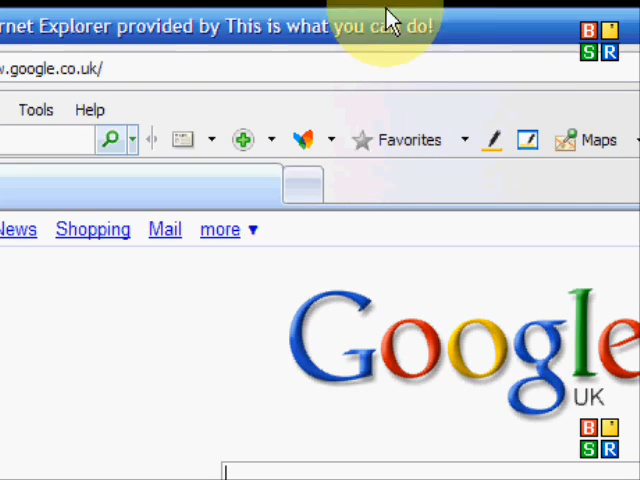 rnet Explorer provided by This is what you can do!
w.google.co.uk/
Tools Help
Favorites Maps
News Shopping Mail more ▼
Google
UK
B S R
B S R